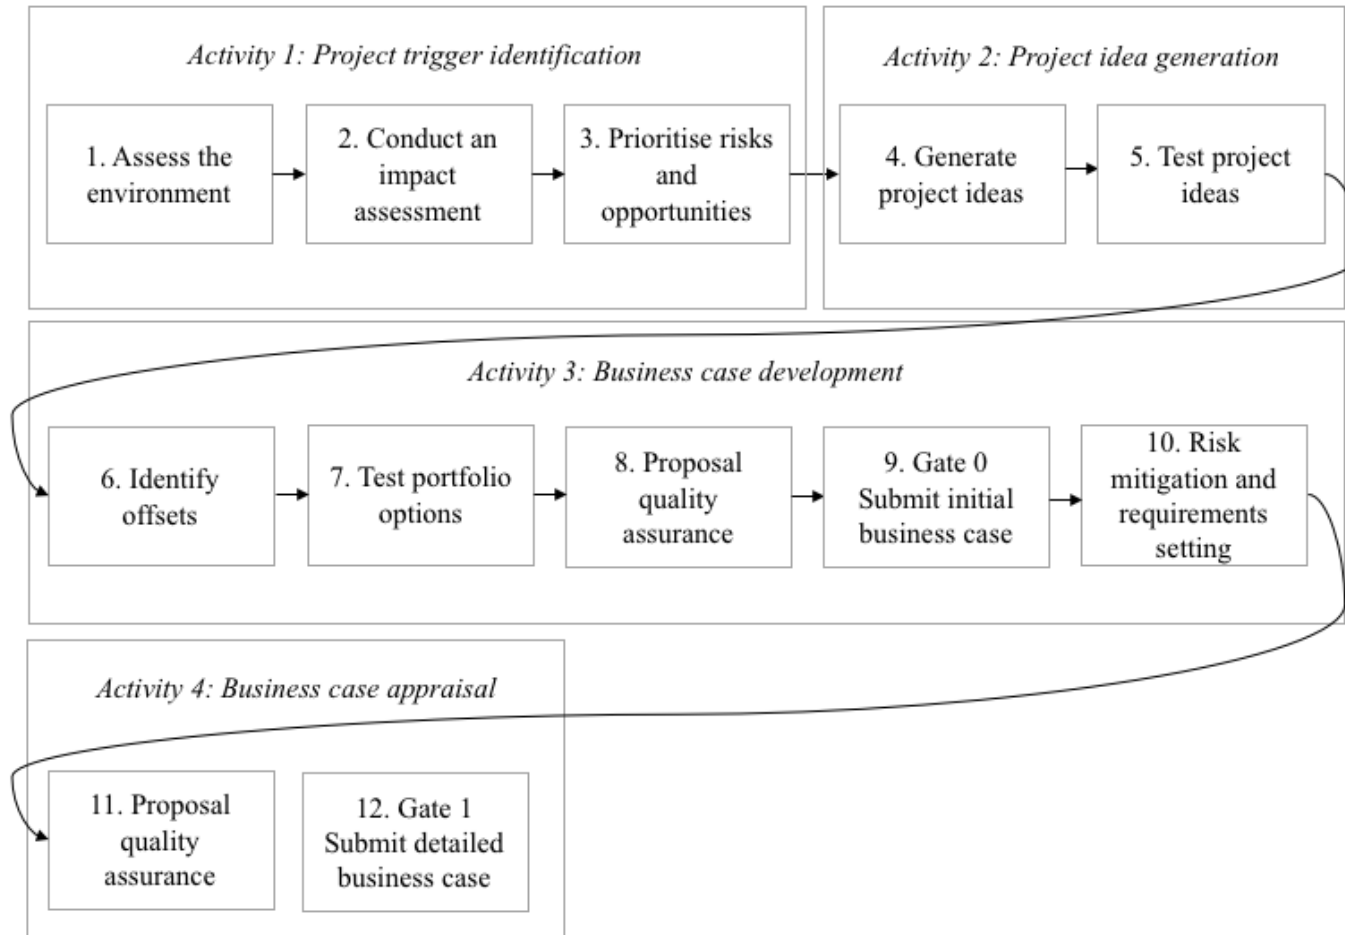 Activity 1: Project trigger identification
1. Assess the
environment
2. Conduct an
impact
assessment
3. Prioritise risks
and
opportunities
Activity 2: Project idea generation
4. Generate
project ideas
5. Test project
ideas
Activity 3: Business case development
6. Identify
offsets
7. Test portfolio
options
8. Proposal
quality
assurance
9. Gate 0
Submit initial
business case
10. Risk
mitigation and
requirements
setting
Activity 4: Business case appraisal
11. Proposal
quality
assurance
12. Gate 1
Submit detailed
business case